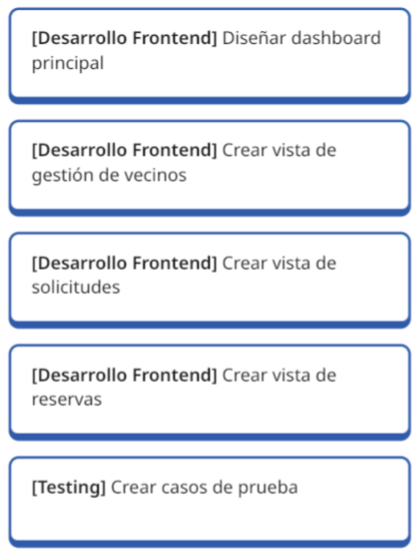 [Desarrollo Frontend] Diseñar dashboard
principal
[Desarrollo Frontend] Crear vista de
gestión de vecinos
[Desarrollo Frontend] Crear vista de
solicitudes
[Desarrollo Frontend] Crear vista de
reservas
[Testing] Crear casos de prueba